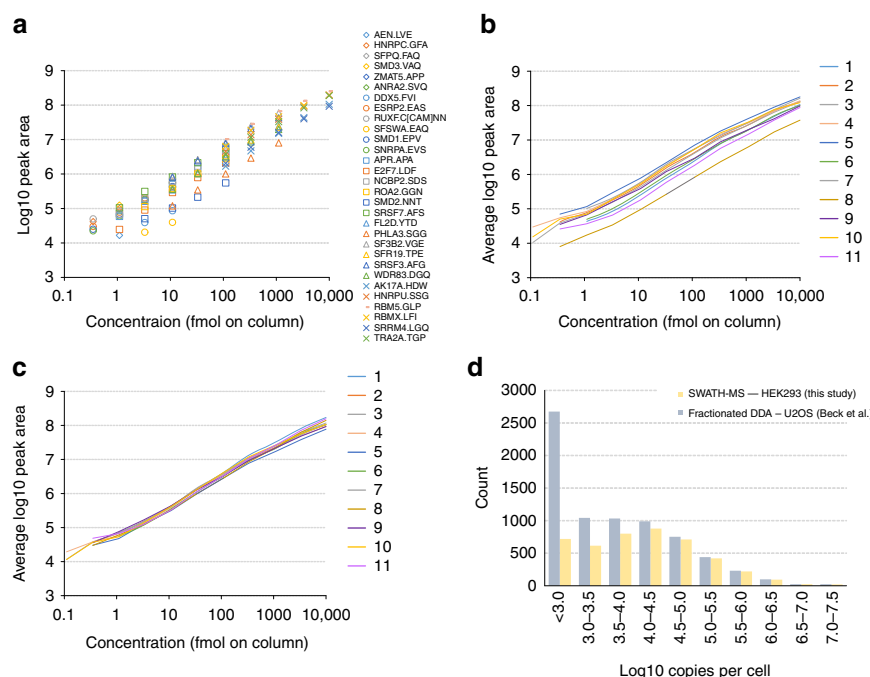 a
Log10 peak area
9
8
7
6
5
4
3
0.1
1
10
100
1000
10,000
Concentraion (fmol on column)
AEN.LVE
HNRPC.GFA
SFPQ.FAQ
SMD3.VAQ
ZMAT5.APP
ANRA2.SVQ
DDX5.FVI
ESRP2.EAS
RUXF.C[CAM]NN
SFSWA.EAQ
SMD1.EPV
SNRPA.EVS
APR.APA
E2F7.LDF
NCBP2.SDS
ROA2.GGN
SMD2.NNT
SRSF7.AFS
FL2D.YTD
PHLA3.SGG
SF3B2.VGE
SFR19.TPE
SRSF3.AFG
WDR83.DGQ
AK17A.HDW
HNRPU.SSG
RBM5.GLP
RBMX.LFI
SRRM4.LGQ
TRA2A.TGP
b
Average log10 peak area
9
8
7
6
5
4
3
0.1
1
10
100
1000
10,000
Concentration (fmol on column)
1
2
3
4
5
6
7
8
9
10
11
c
Average log10 peak area
9
8
7
6
5
4
3
0.1
1
10
100
1000
10,000
Concentration (fmol on column)
1
2
3
4
5
6
7
8
9
10
11
d
Count
3000
2500
2000
1500
1000
500
0
SWATH-MS — HEK293 (this study)
Fractionated DDA – U2OS (Beck et al.
<3.0
3.0–3.5
3.5–4.0
4.0–4.5
4.5–5.0
5.0–5.5
5.5–6.0
6.0–6.5
6.5–7.0
7.0–7.5
Log10 copies per cell